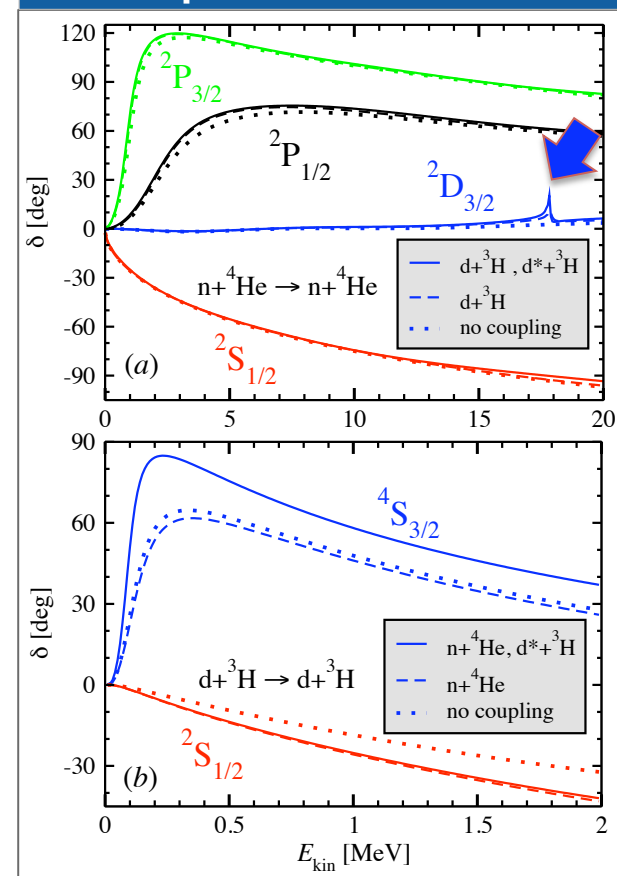 120
²P₃/₂
90
60
²P₁/₂
²D₃/₂
30
δ [deg]
0
d+³H , d*+³H
n+⁴He → n+⁴He
-30
d+³H
no coupling
-60
²S₁/₂
-90
(a)
0 5 10 15 20
90
⁴S₃/₂
60
δ [deg]
30
n+⁴He, d*+³H
d+³H → d+³H
n+⁴He
0
no coupling
²S₁/₂
-30
(b)
0 0.5 1 1.5 2
E_kin [MeV]